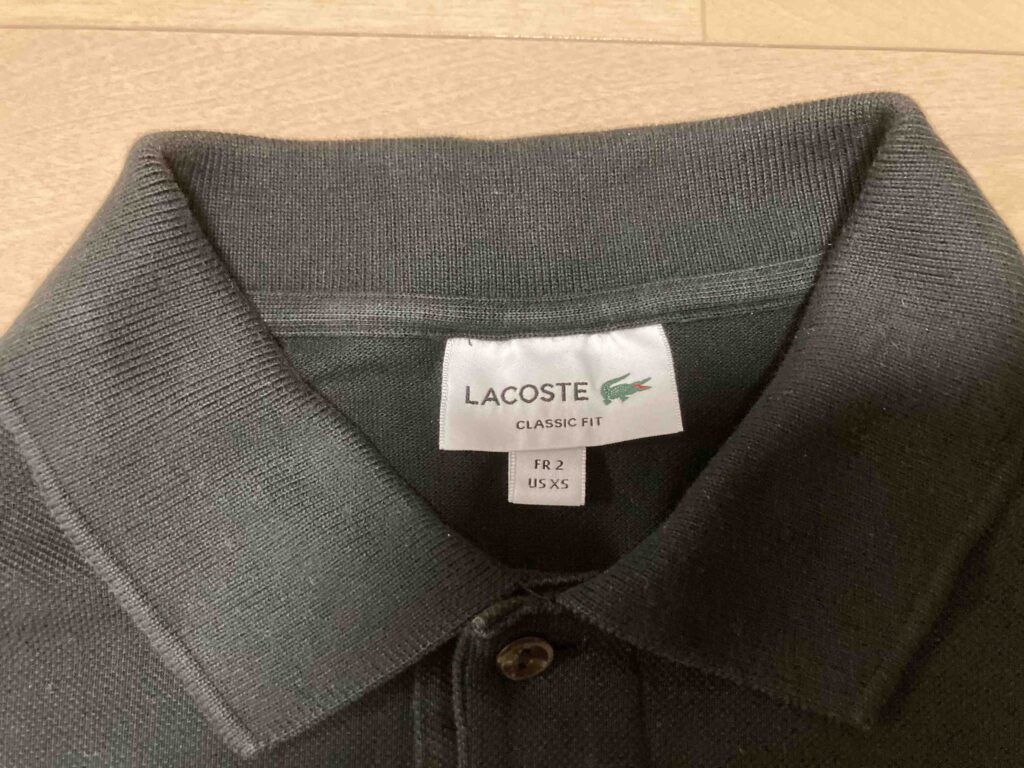 LACOSTE
CLASSIC FIT
FR 2
US XS